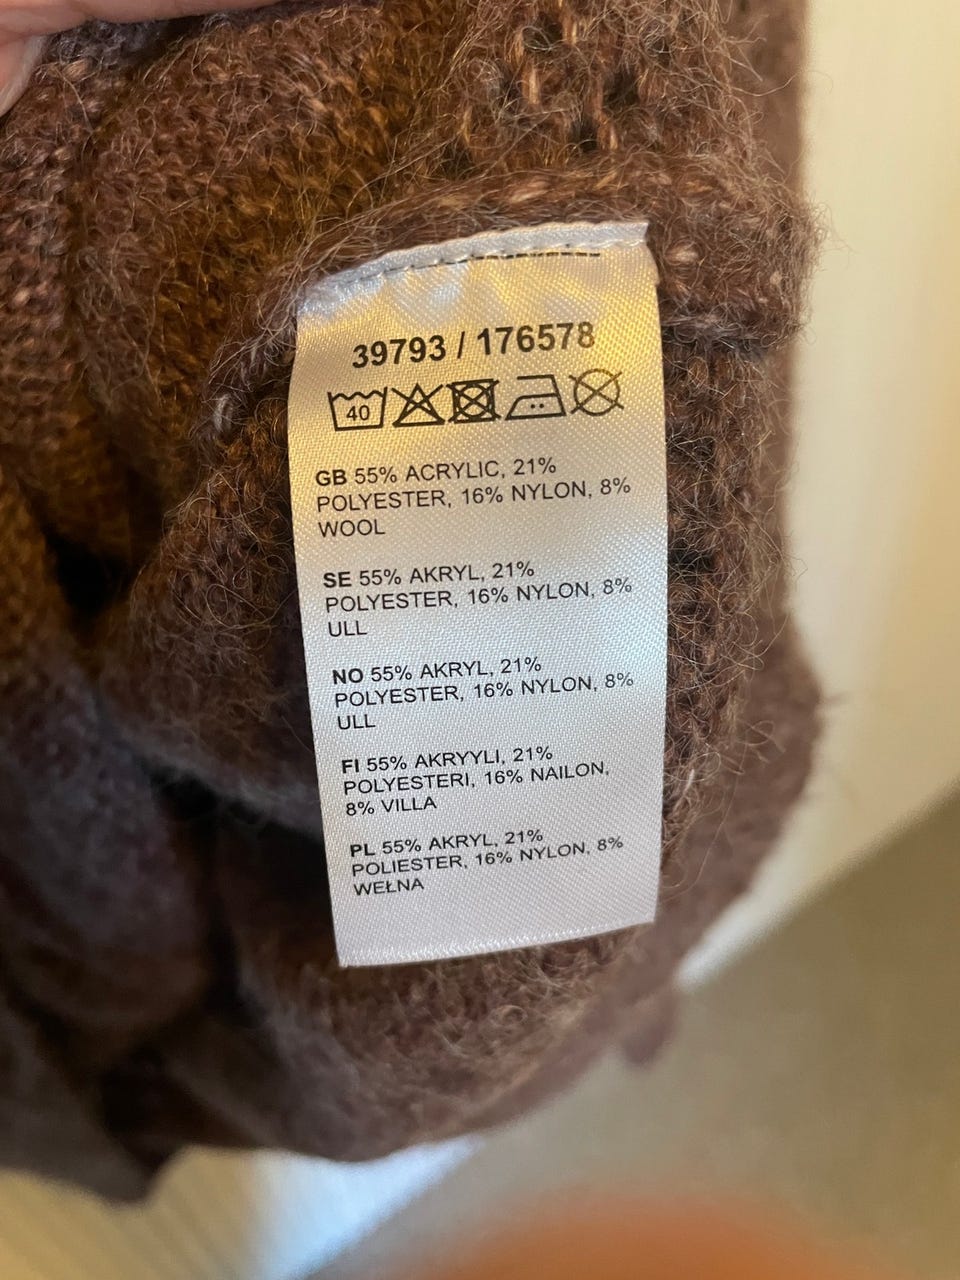 39793 / 176578
40
GB 55% ACRYLIC, 21%
POLYESTER, 16% NYLON, 8%
WOOL
SE 55% AKRYL, 21%
POLYESTER, 16% NYLON, 8%
ULL
NO 55% AKRYL, 21%
POLYESTER, 16% NYLON, 8%
ULL
FI 55% AKRYYLI, 21%
POLYESTERI, 16% NAILON,
8% VILLA
PL 55% AKRYL, 21%
POLIESTER, 16% NYLON, 8%
WEŁNA